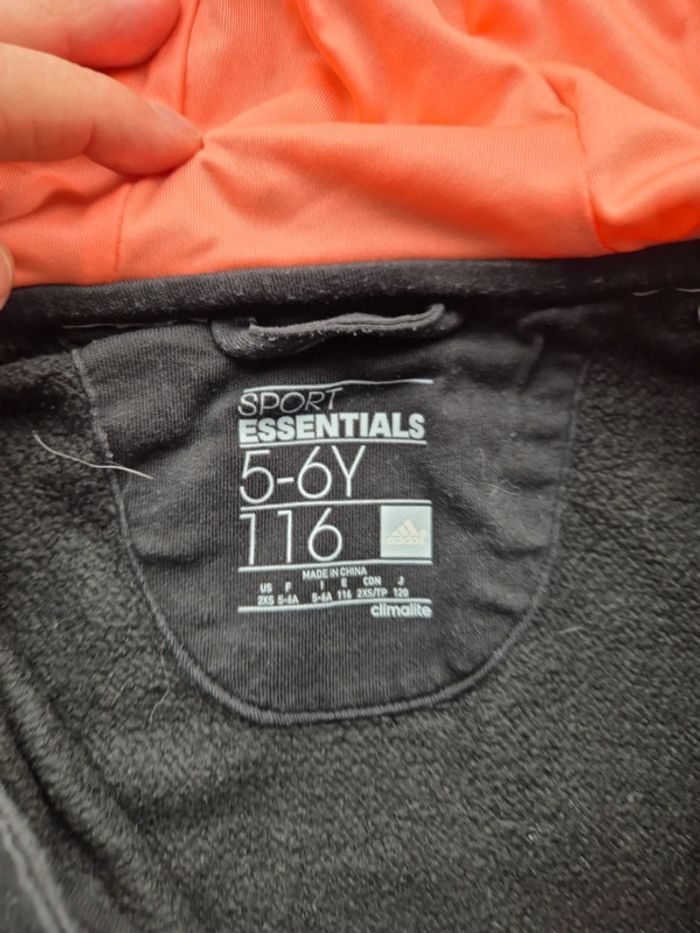 SPORT
ESSENTIALS
5-6Y
116
adidas
MADE IN CHINA
US F I E CDN J
2XS 5-6A 5-6A 116 2XS/TP 120
climalite